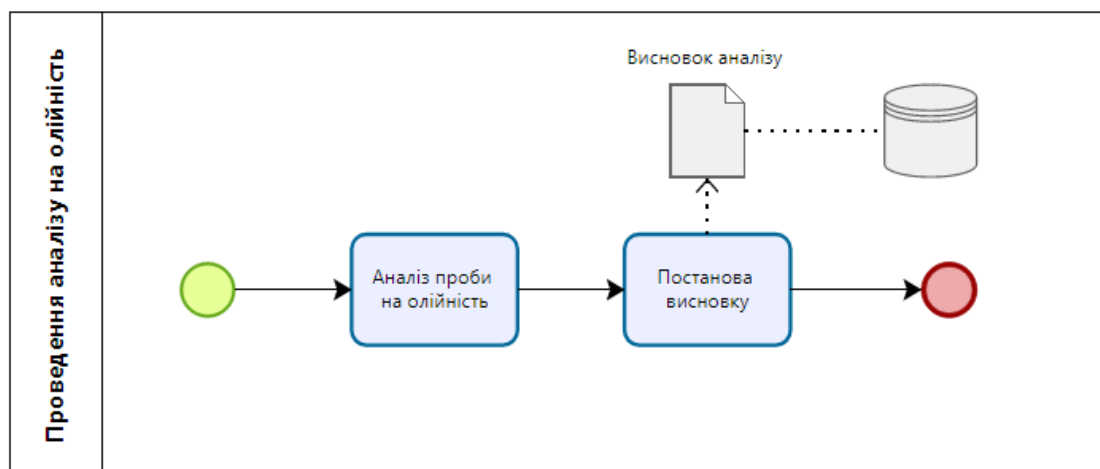 Проведення аналізу на олійність
Висновок аналізу
Аналіз проби
на олійність
Постанова
висновку